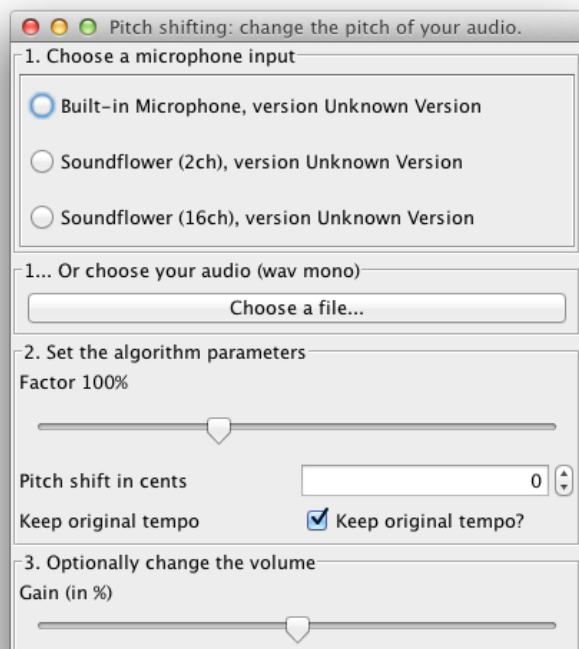 Pitch shifting: change the pitch of your audio.
1. Choose a microphone input
Built-in Microphone, version Unknown Version
Soundflower (2ch), version Unknown Version
Soundflower (16ch), version Unknown Version
1... Or choose your audio (wav mono)
Choose a file...
2. Set the algorithm parameters
Factor 100%
Pitch shift in cents 0
Keep original tempo Keep original tempo?
3. Optionally change the volume
Gain (in %)